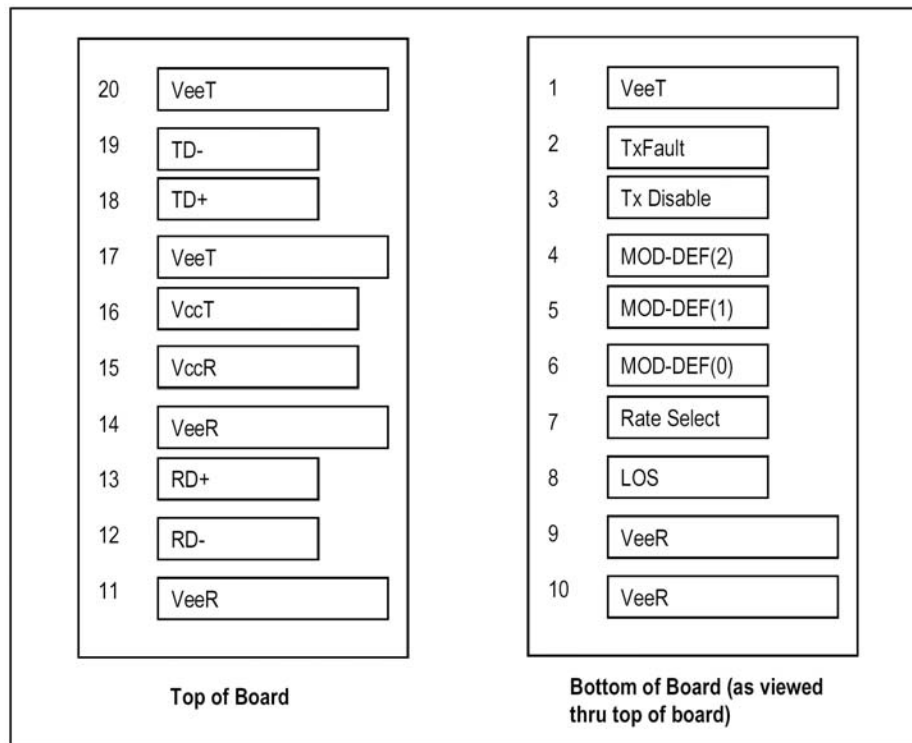 20 VeeT
19 TD-
18 TD+
17 VeeT
16 VccT
15 VccR
14 VeeR
13 RD+
12 RD-
11 VeeR
Top of Board
1 VeeT
2 TxFault
3 Tx Disable
4 MOD-DEF(2)
5 MOD-DEF(1)
6 MOD-DEF(0)
7 Rate Select
8 LOS
9 VeeR
10 VeeR
Bottom of Board (as viewed
thru top of board)